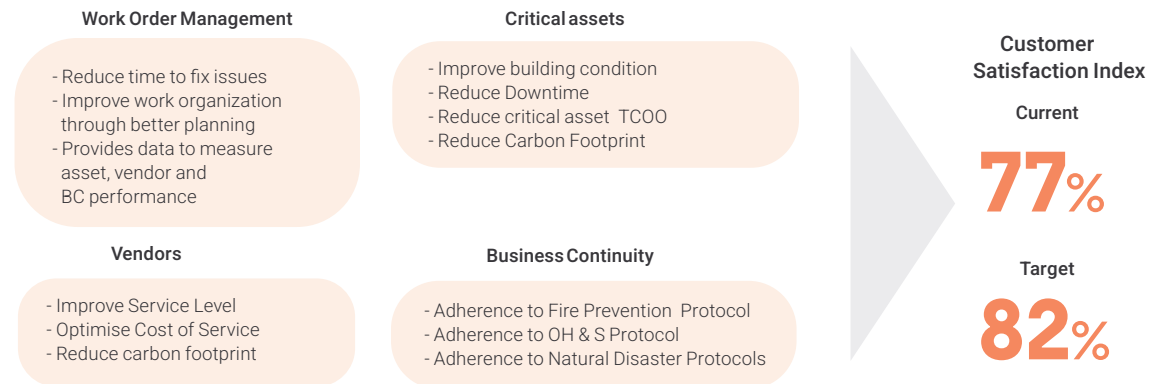 Work Order Management
- Reduce time to fix issues
- Improve work organization
through better planning
- Provides data to measure
asset, vendor and
BC performance
Critical assets
- Improve building condition
- Reduce Downtime
- Reduce critical asset TCOO
- Reduce Carbon Footprint
Vendors
- Improve Service Level
- Optimise Cost of Service
- Reduce carbon footprint
Business Continuity
- Adherence to Fire Prevention Protocol
- Adherence to OH & S Protocol
- Adherence to Natural Disaster Protocols
Customer
Satisfaction Index
Current
77%
Target
82%